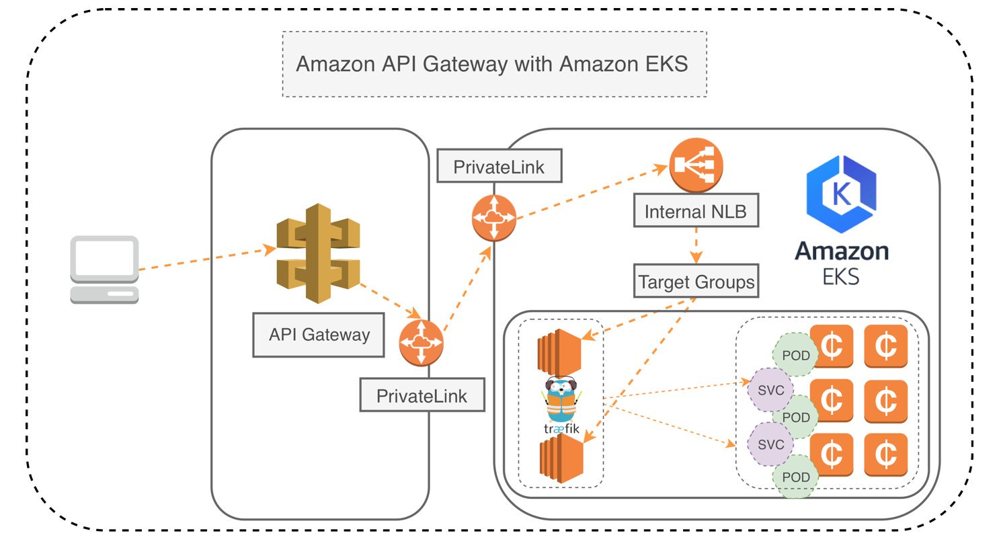 Amazon API Gateway with Amazon EKS
PrivateLink
Internal NLB
K
Amazon
EKS
Target Groups
API Gateway
PrivateLink
træfik
POD
SVC
POD
SVC
POD
₵
₵
₵
₵
₵
₵